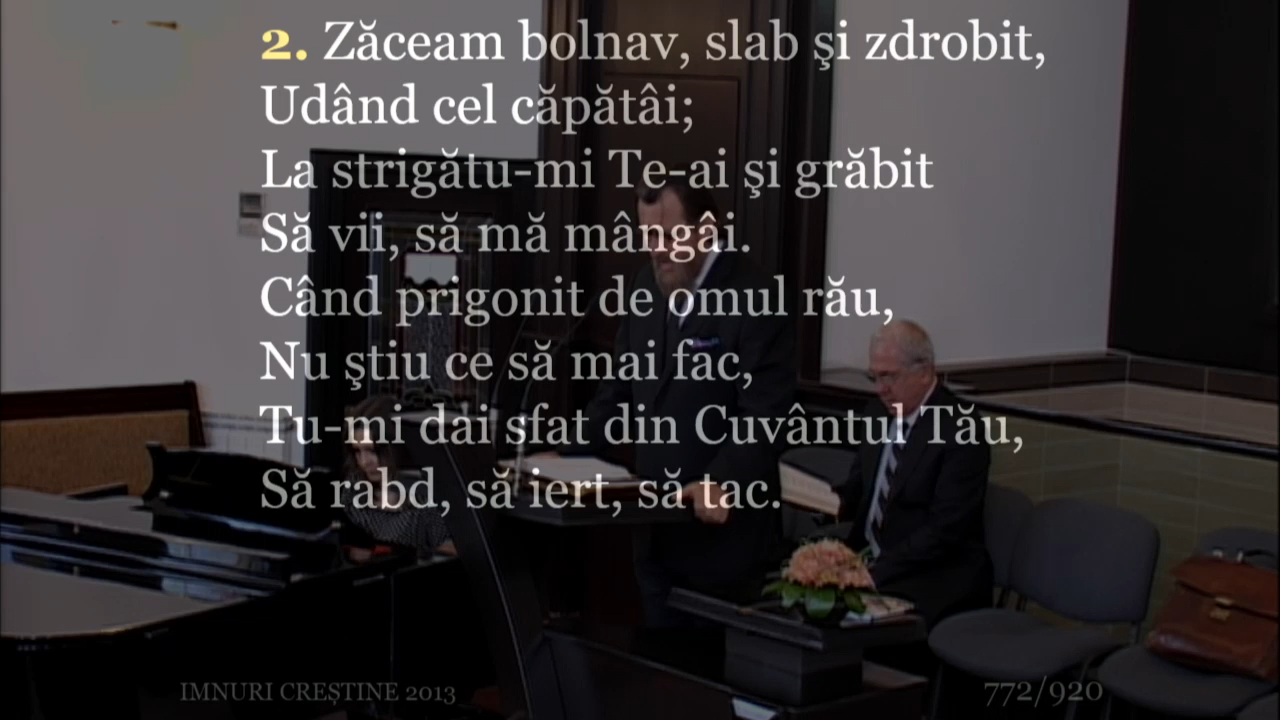 2. Zăceam bolnav, slab şi zdrobit,
Udând cel căpătâi;
La strigătu-mi Te-ai şi grăbit
Să vii, să mă mângâi.
Când prigonit de omul rău,
Nu ştiu ce să mai fac,
Tu-mi dai sfat din Cuvântul Tău,
Să rabd, să iert, să tac.
IMNURI CREȘTINE 2013
772/920